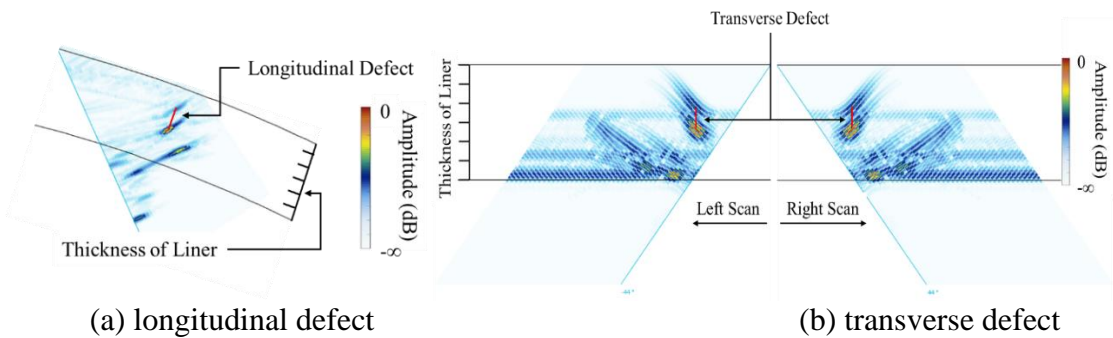 Longitudinal Defect
0
Amplitude (dB)
-∞
Thickness of Liner
(a) longitudinal defect
Transverse Defect
Thickness of Liner
0
Amplitude (dB)
-∞
Left Scan
Right Scan
(b) transverse defect